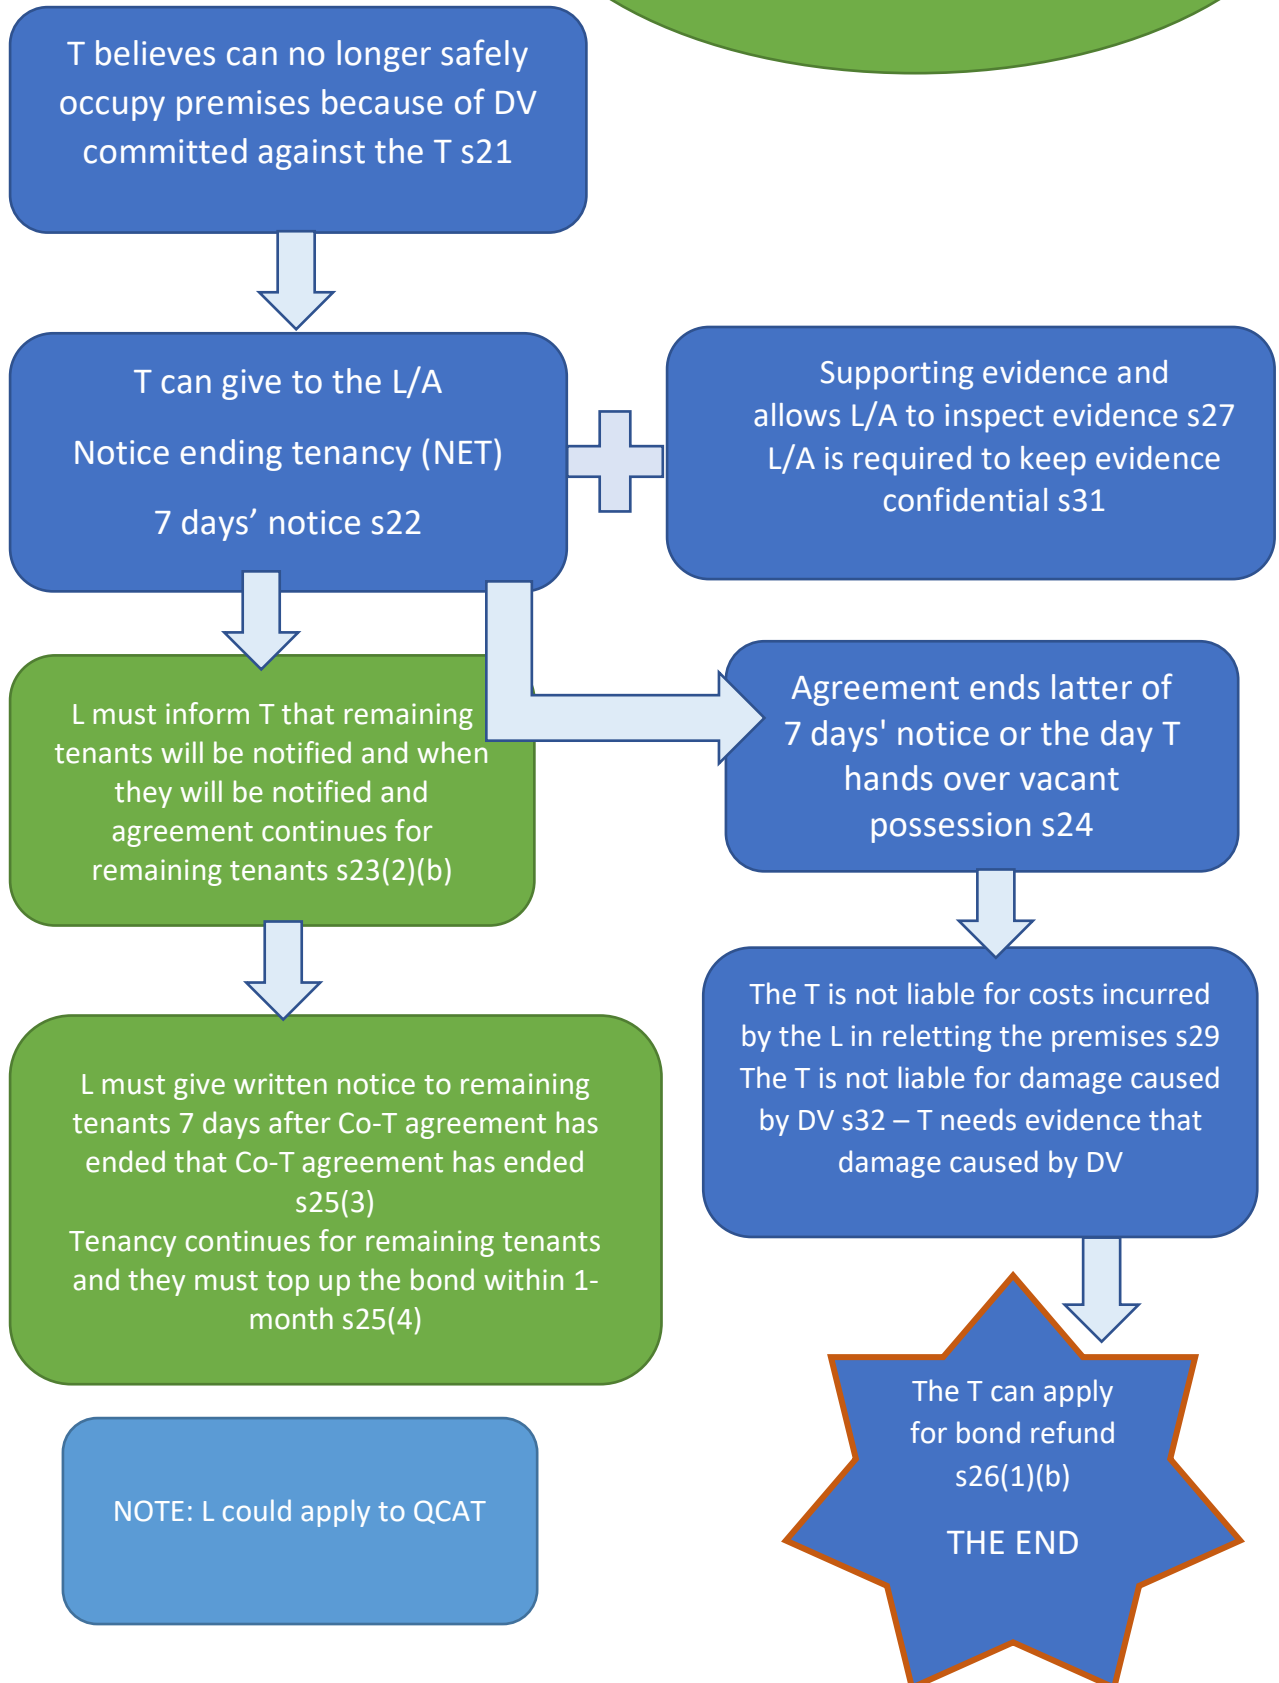 T believes can no longer safely
occupy premises because of DV
committed against the T s21
T can give to the L/A
Notice ending tenancy (NET)
7 days’ notice s22
Supporting evidence and
allows L/A to inspect evidence s27
L/A is required to keep evidence
confidential s31
L must inform T that remaining
tenants will be notified and when
they will be notified and
agreement continues for
remaining tenants s23(2)(b)
Agreement ends latter of
7 days' notice or the day T
hands over vacant
possession s24
L must give written notice to remaining
tenants 7 days after Co-T agreement has
ended that Co-T agreement has ended
s25(3)
Tenancy continues for remaining tenants
and they must top up the bond within 1-
month s25(4)
The T is not liable for costs incurred
by the L in reletting the premises s29
The T is not liable for damage caused
by DV s32 – T needs evidence that
damage caused by DV
NOTE: L could apply to QCAT
The T can apply
for bond refund
s26(1)(b)
THE END